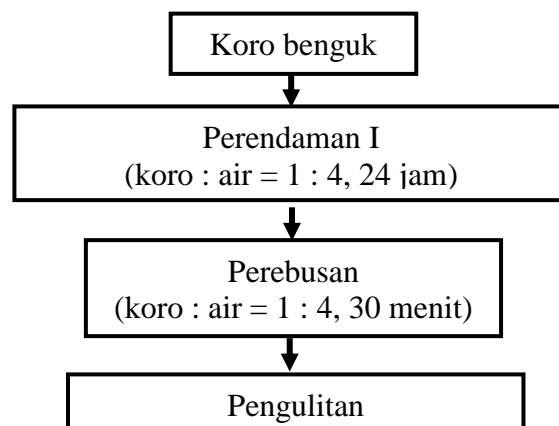 Koro benguk
Perendaman I
(koro : air = 1 : 4, 24 jam)
Perebusan
(koro : air = 1 : 4, 30 menit)
Pengulitan